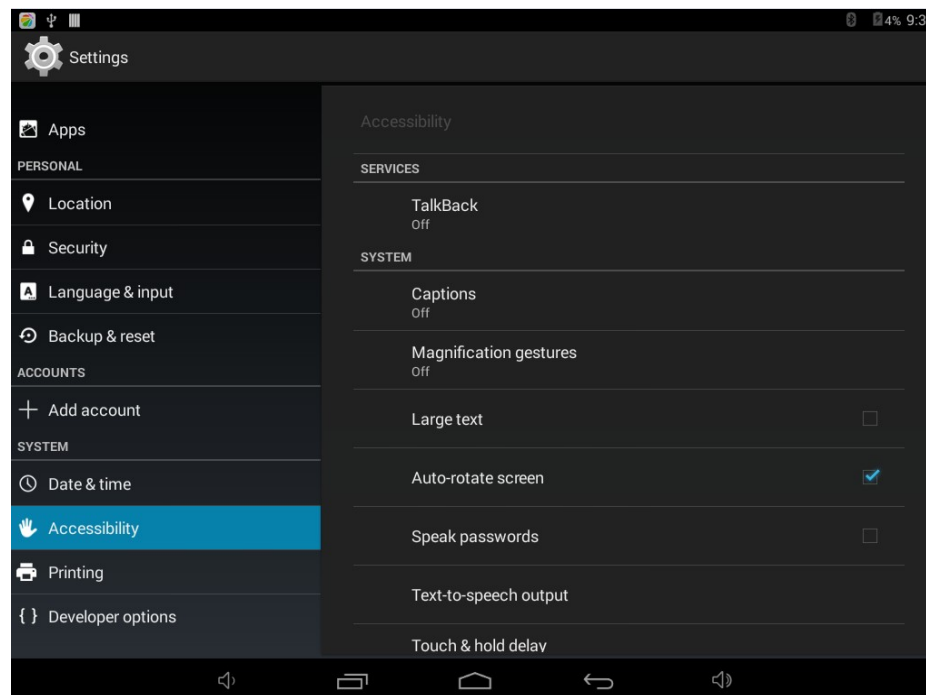 4% 9:3
Settings
Apps
PERSONAL
Location
Security
Language & input
Backup & reset
ACCOUNTS
Add account
SYSTEM
Date & time
Accessibility
Printing
{ } Developer options
Accessibility
SERVICES
TalkBack
Off
SYSTEM
Captions
Off
Magnification gestures
Off
Large text
Auto-rotate screen
Speak passwords
Text-to-speech output
Touch & hold delay